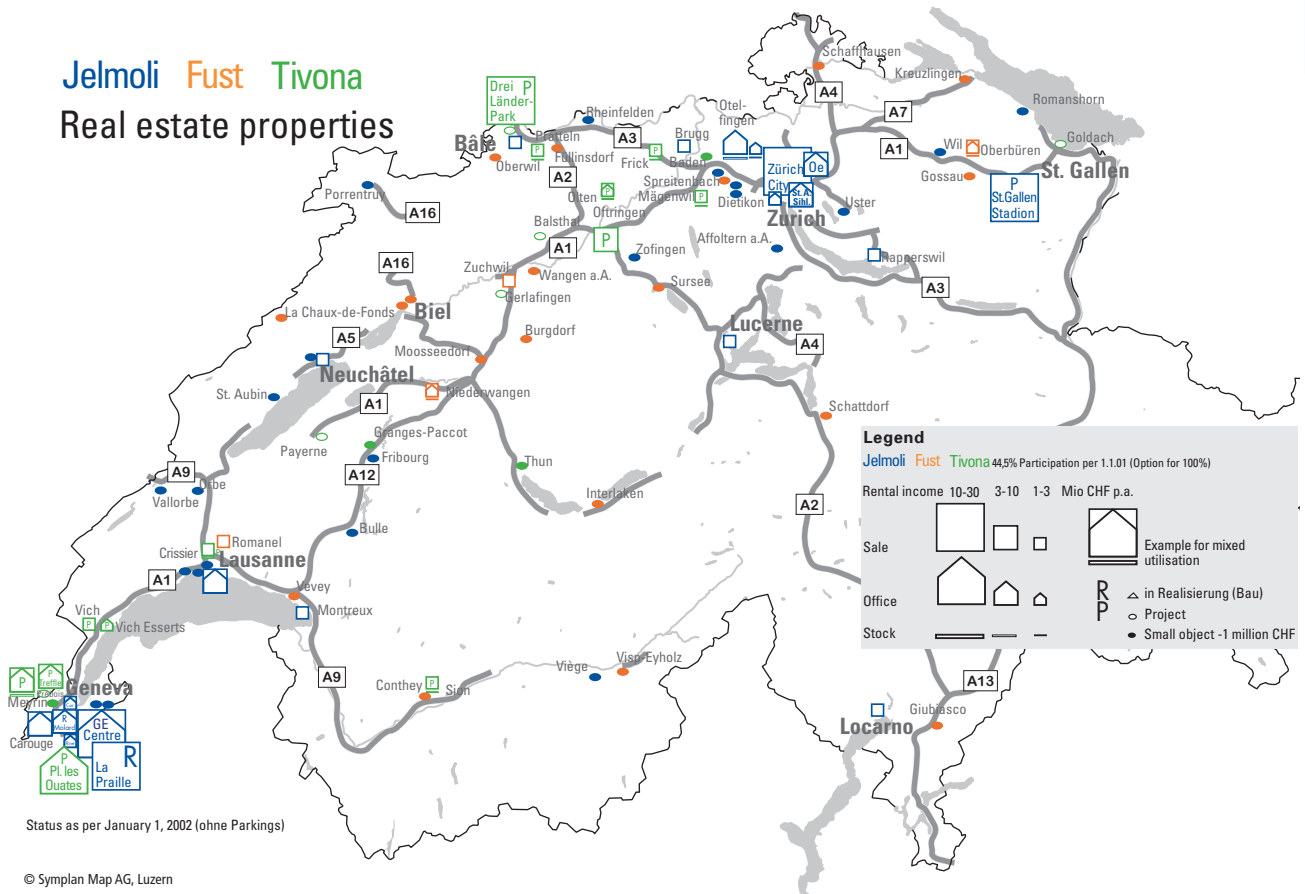 Jelmoli Fust Tivona
Real estate properties
Schaffhausen
Kreuzlingen
Romanshorn
Drei P
Länder-
Park
Rheinfelden
Otel-
fingen
A4
A7
Bâle
Pratteln
A3
Brugg
Goldach
Oberwil
Füllinsdorf
Frick
P
P
Baden
Zürich
City
Oe
A1
Wil
Oberbüren
St. Gallen
A2
Spreitenbach
Gossau
P
St.Gallen
Stadion
Porrentruy
P
Olten
Mägenwil
P
Dietikon
St. A.
Sihl.
A16
Oftringen
Zürich
Uster
Balsthal
A1
P
Zofingen
Affoltern a.A.
Rapperswil
A16
Zuchwil
Wangen a.A.
Sursee
A3
Gerlafingen
La Chaux-de-Fonds
Biel
Lucerne
A5
Burgdorf
A4
Moosseedorf
Neuchâtel
St. Aubin
A1
Niederwangen
Schattdorf
Payerne
Granges-Paccot
Fribourg
Thun
A9
Orbe
Vallorbe
A12
Interlaken
A2
Bulle
Romanel
Crissier
P
Lausanne
A1
Vevey
Montreux
Vich
P
P
Vich Esserts
Viège
Visp-Eyholz
A9
Conthey
P
Sion
A13
P
P
Treffle
Meyrin
Geneva
Locarno
Giubiasco
Carouge
R
Molard
GE
Centre
P
Pl. les
Ouates
R
La
Praille
Legend
Jelmoli Fust Tivona 44,5% Participation per 1.1.01 (Option for 100%)
Rental income 10-30 3-10 1-3 Mio CHF p.a.
Sale
Example for mixed
utilisation
Office
R in Realisierung (Bau)
P Project
Stock
Small object -1 million CHF
Status as per January 1, 2002 (ohne Parkings)
© Symplan Map AG, Luzern